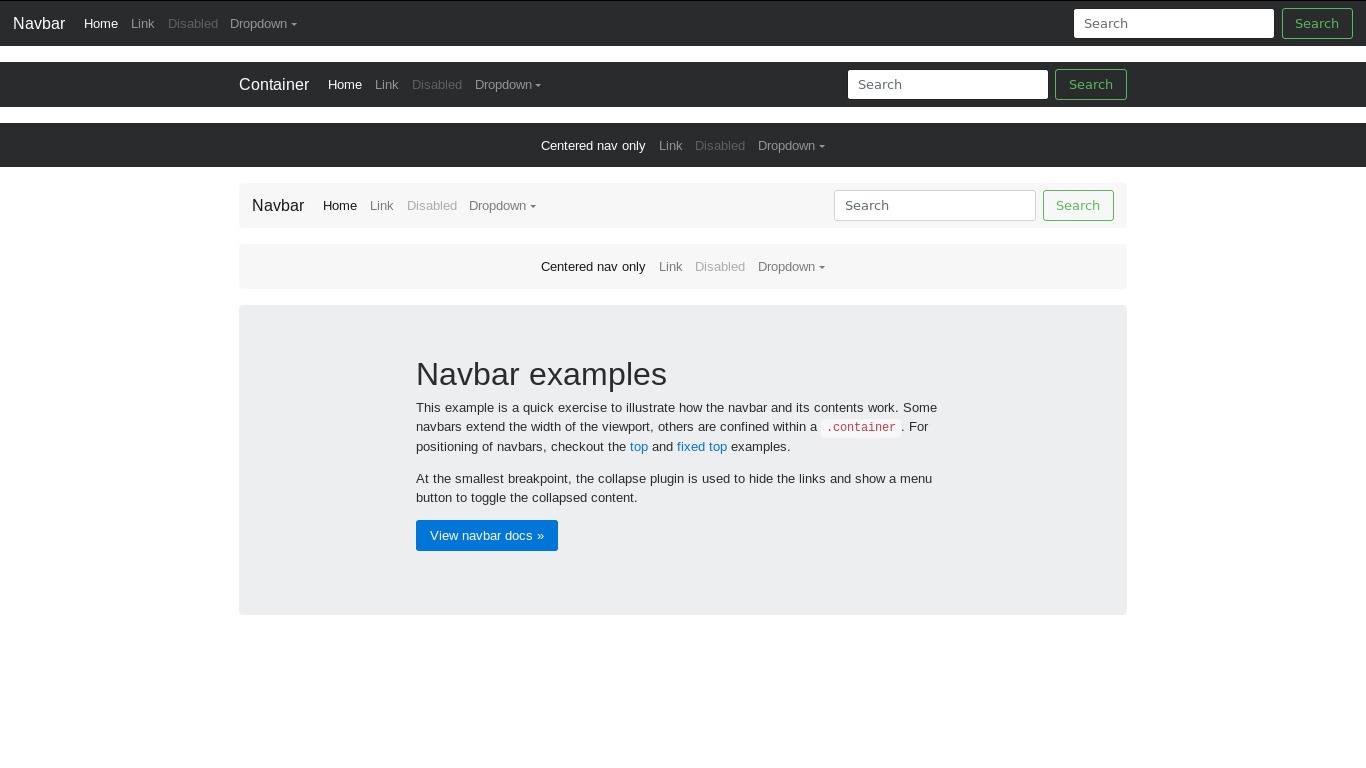 Navbar Home Link Disabled Dropdown Search Search
Container Home Link Disabled Dropdown Search Search
Centered nav only Link Disabled Dropdown
Navbar Home Link Disabled Dropdown Search Search
Centered nav only Link Disabled Dropdown
Navbar examples
This example is a quick exercise to illustrate how the navbar and its contents work. Some
navbars extend the width of the viewport, others are confined within a .container. For
positioning of navbars, checkout the top and fixed top examples.
At the smallest breakpoint, the collapse plugin is used to hide the links and show a menu
button to toggle the collapsed content.
View navbar docs »